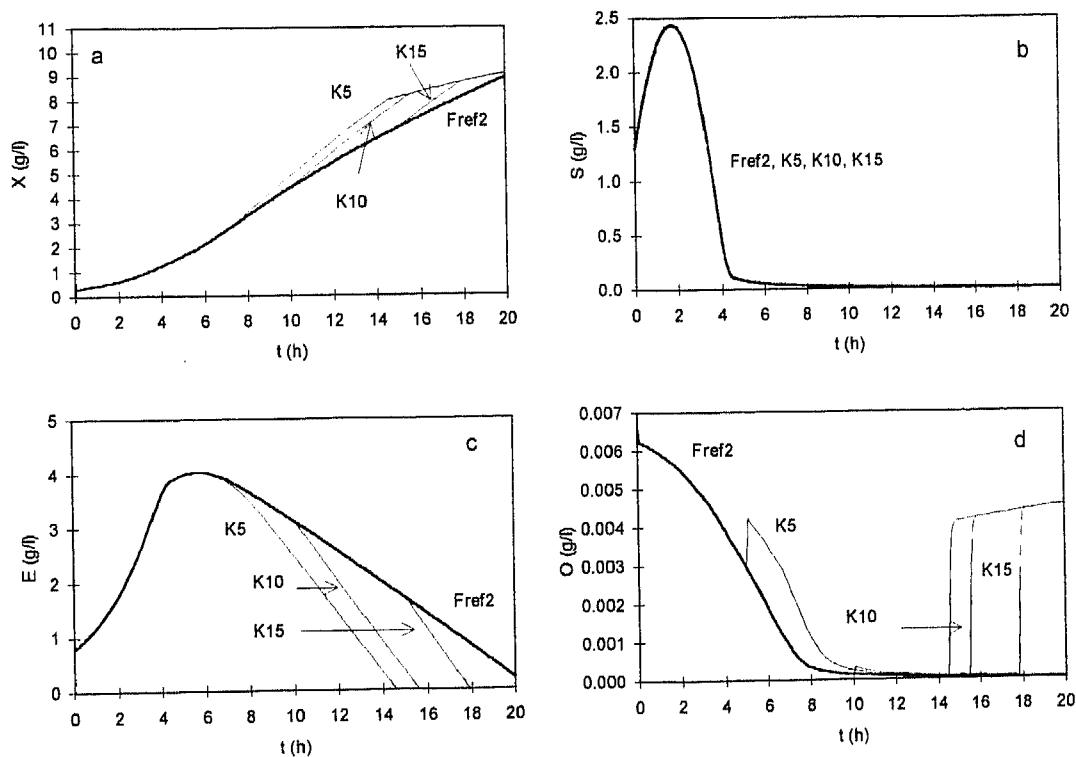 a
X (g/l)
11
10
9
8
7
6
5
4
3
2
1
0
K15
K5
Fref2
K10
0 2 4 6 8 10 12 14 16 18 20
t (h)
b
S (g/l)
2.5
2.0
1.5
1.0
0.5
0.0
Fref2, K5, K10, K15
0 2 4 6 8 10 12 14 16 18 20
t (h)
c
E (g/l)
5
4
3
2
1
0
K5
K10
K15
Fref2
0 2 4 6 8 10 12 14 16 18 20
t (h)
d
O (g/l)
0.007
0.006
0.005
0.004
0.003
0.002
0.001
0.000
Fref2
K5
K10
K15
0 2 4 6 8 10 12 14 16 18 20
t (h)